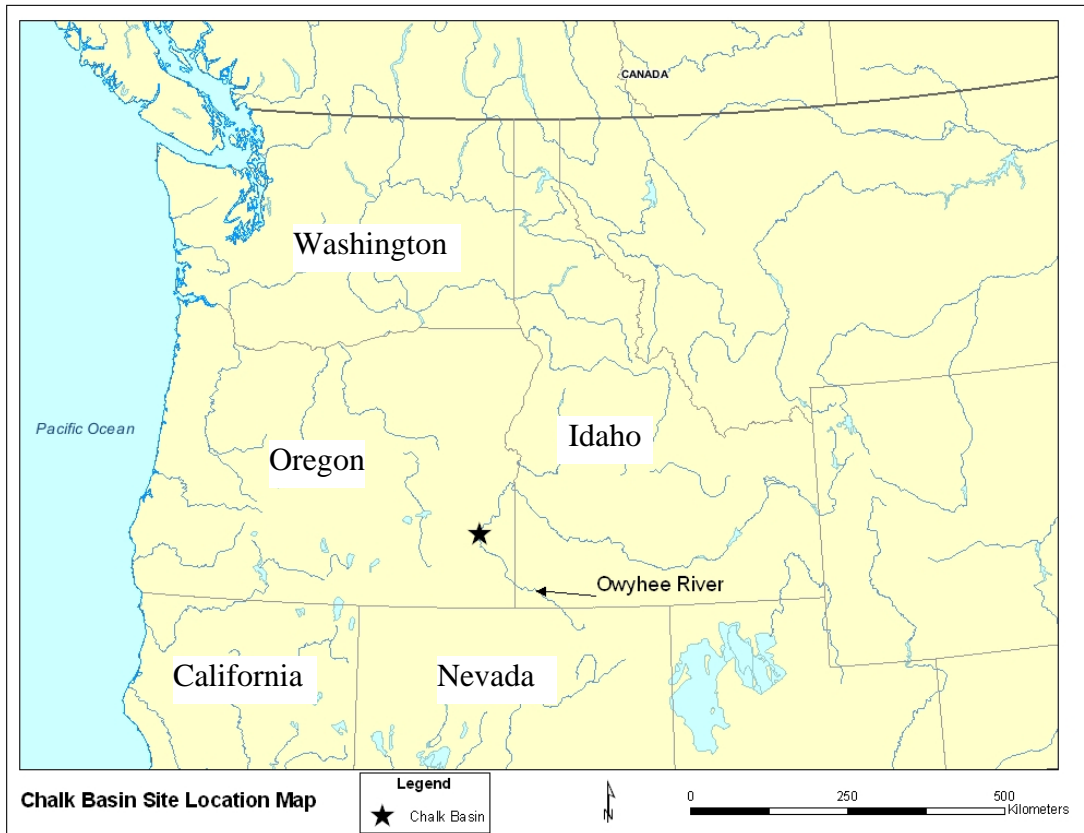 CANADA
Washington
Pacific Ocean
Idaho
Oregon
Owyhee River
California
Nevada
Chalk Basin Site Location Map
Legend
Chalk Basin
N
0 250 500
Kilometers